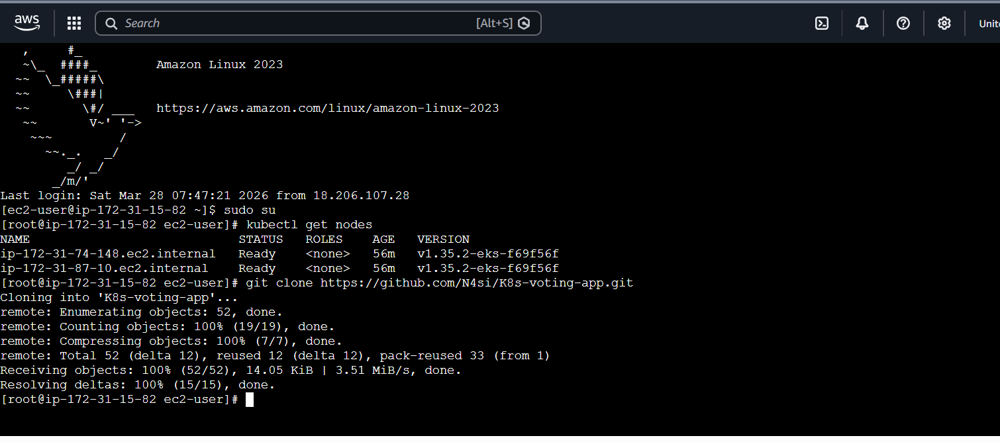 aws
Search [Alt+S]
Unit
   ,     #_
   ~\_  ####_        Amazon Linux 2023
  ~~  \_#####\
  ~~     \###|
  ~~       \#/ ___   https://aws.amazon.com/linux/amazon-linux-2023
   ~~       V~' '->
    ~~~         /
      ~~._.   _/
         _/ _/
       _/m/'
Last login: Sat Mar 28 07:47:21 2026 from 18.206.107.28
[ec2-user@ip-172-31-15-82 ~]$ sudo su
[root@ip-172-31-15-82 ec2-user]# kubectl get nodes
NAME                            STATUS   ROLES    AGE   VERSION
ip-172-31-74-148.ec2.internal   Ready    <none>   56m   v1.35.2-eks-f69f56f
ip-172-31-87-10.ec2.internal    Ready    <none>   56m   v1.35.2-eks-f69f56f
[root@ip-172-31-15-82 ec2-user]# git clone https://github.com/N4si/K8s-voting-app.git
Cloning into 'K8s-voting-app'...
remote: Enumerating objects: 52, done.
remote: Counting objects: 100% (19/19), done.
remote: Compressing objects: 100% (7/7), done.
remote: Total 52 (delta 12), reused 12 (delta 12), pack-reused 33 (from 1)
Receiving objects: 100% (52/52), 14.05 KiB | 3.51 MiB/s, done.
Resolving deltas: 100% (15/15), done.
[root@ip-172-31-15-82 ec2-user]#